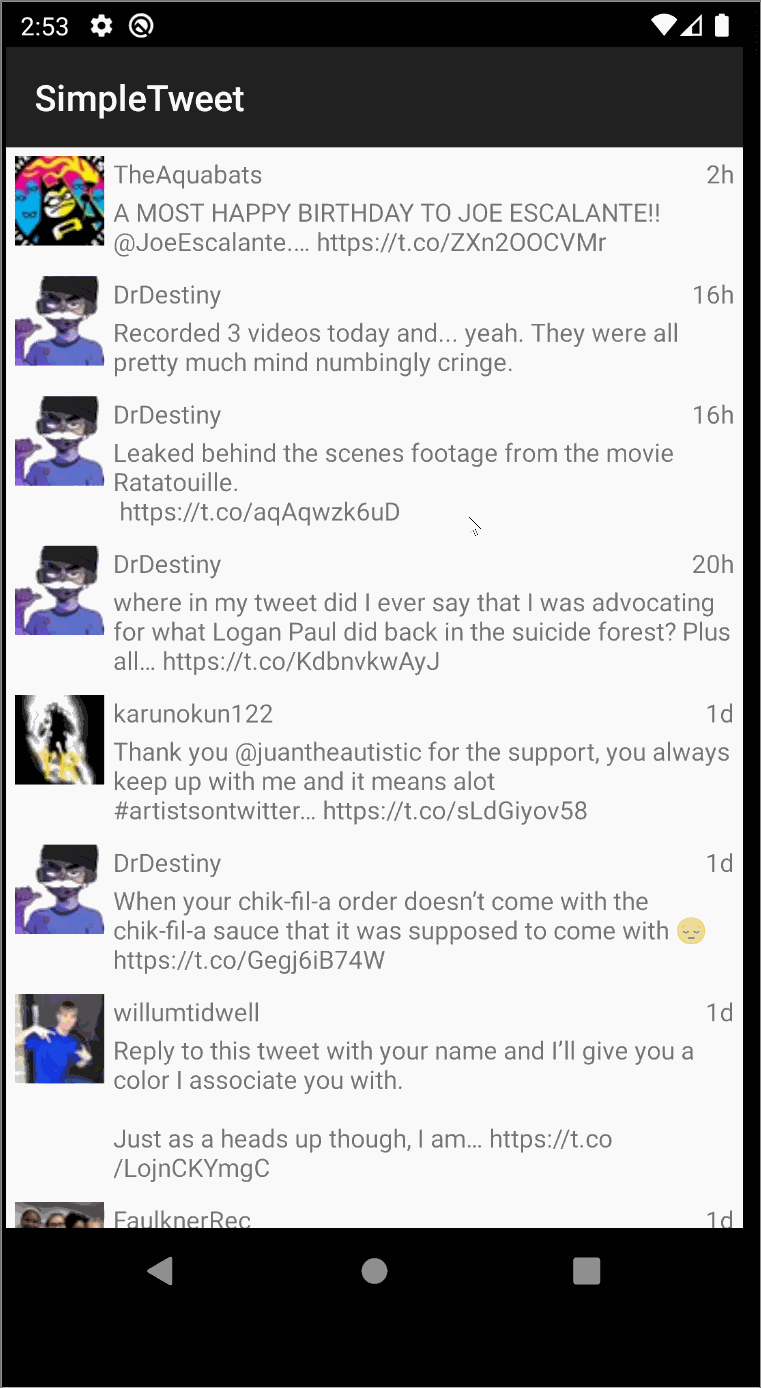 2:53
SimpleTweet
TheAquabats 2h
A MOST HAPPY BIRTHDAY TO JOE ESCALANTE!!
@JoeEscalante.… https://t.co/ZXn2OOCVMr
DrDestiny 16h
Recorded 3 videos today and... yeah. They were all
pretty much mind numbingly cringe.
DrDestiny 16h
Leaked behind the scenes footage from the movie
Ratatouille.
https://t.co/aqAqwzk6uD
DrDestiny 20h
where in my tweet did I ever say that I was advocating
for what Logan Paul did back in the suicide forest? Plus
all… https://t.co/KdbnvkwAyJ
karunokun122 1d
Thank you @juantheautistic for the support, you always
keep up with me and it means alot
#artistsontwitter… https://t.co/sLdGiyov58
DrDestiny 1d
When your chik-fil-a order doesn’t come with the
chik-fil-a sauce that it was supposed to come with 😔
https://t.co/Gegj6iB74W
willumtidwell 1d
Reply to this tweet with your name and I’ll give you a
color I associate you with.
Just as a heads up though, I am… https://t.co
/LojnCKYmgC
FaulknerRec 1d